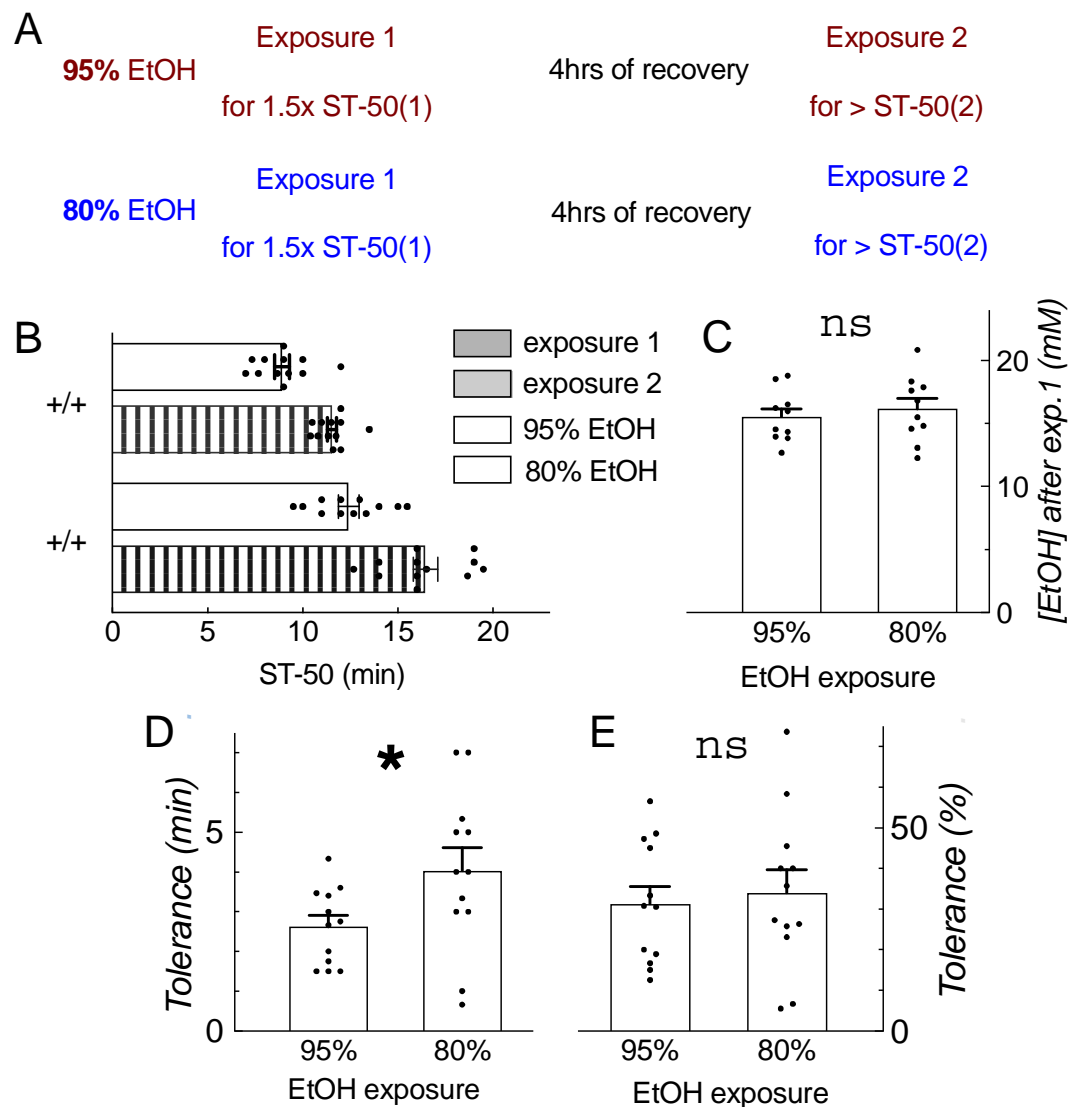 A
Exposure 1
Exposure 2
95% EtOH
4hrs of recovery
for 1.5x ST-50(1)
for > ST-50(2)
Exposure 1
Exposure 2
80% EtOH
4hrs of recovery
for 1.5x ST-50(1)
for > ST-50(2)
B
exposure 1
exposure 2
95% EtOH
80% EtOH
+/+
+/+
0 5 10 15 20
ST-50 (min)
C
ns
20
10
0
[EtOH] after exp.1 (mM)
95% 80%
EtOH exposure
D
*
Tolerance (min)
5
0
95% 80%
EtOH exposure
E
ns
50
0
Tolerance (%)
95% 80%
EtOH exposure